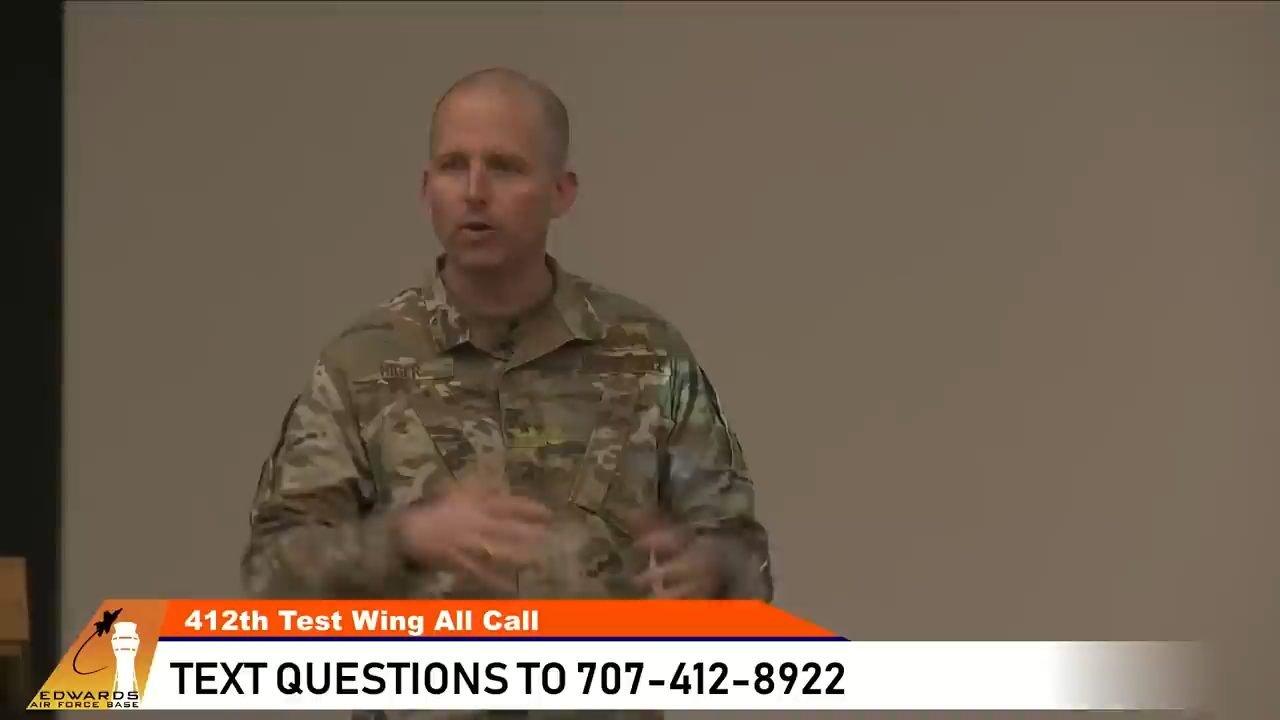 412th Test Wing All Call
TEXT QUESTIONS TO 707-412-8922
EDWARDS
AIR FORCE BASE